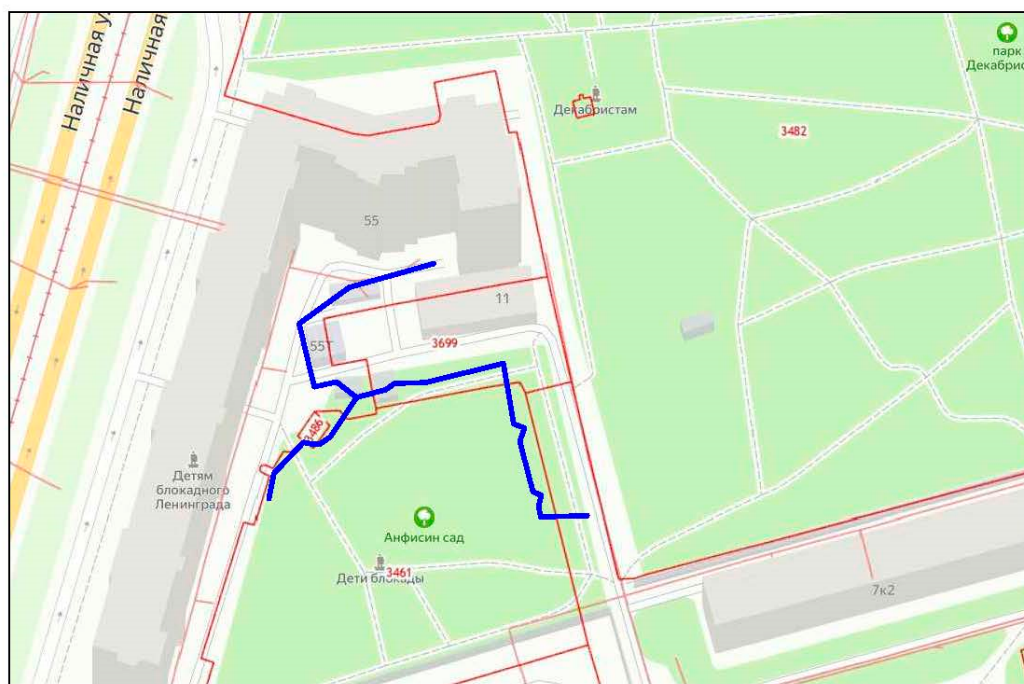 Наличная у
Наличная
парк
Декабрис
Декабристам
3482
55
11
55Т
3699
3486
Детям
блокадного
Ленинграда
Анфисин сад
Дети блокады
3461
7к2